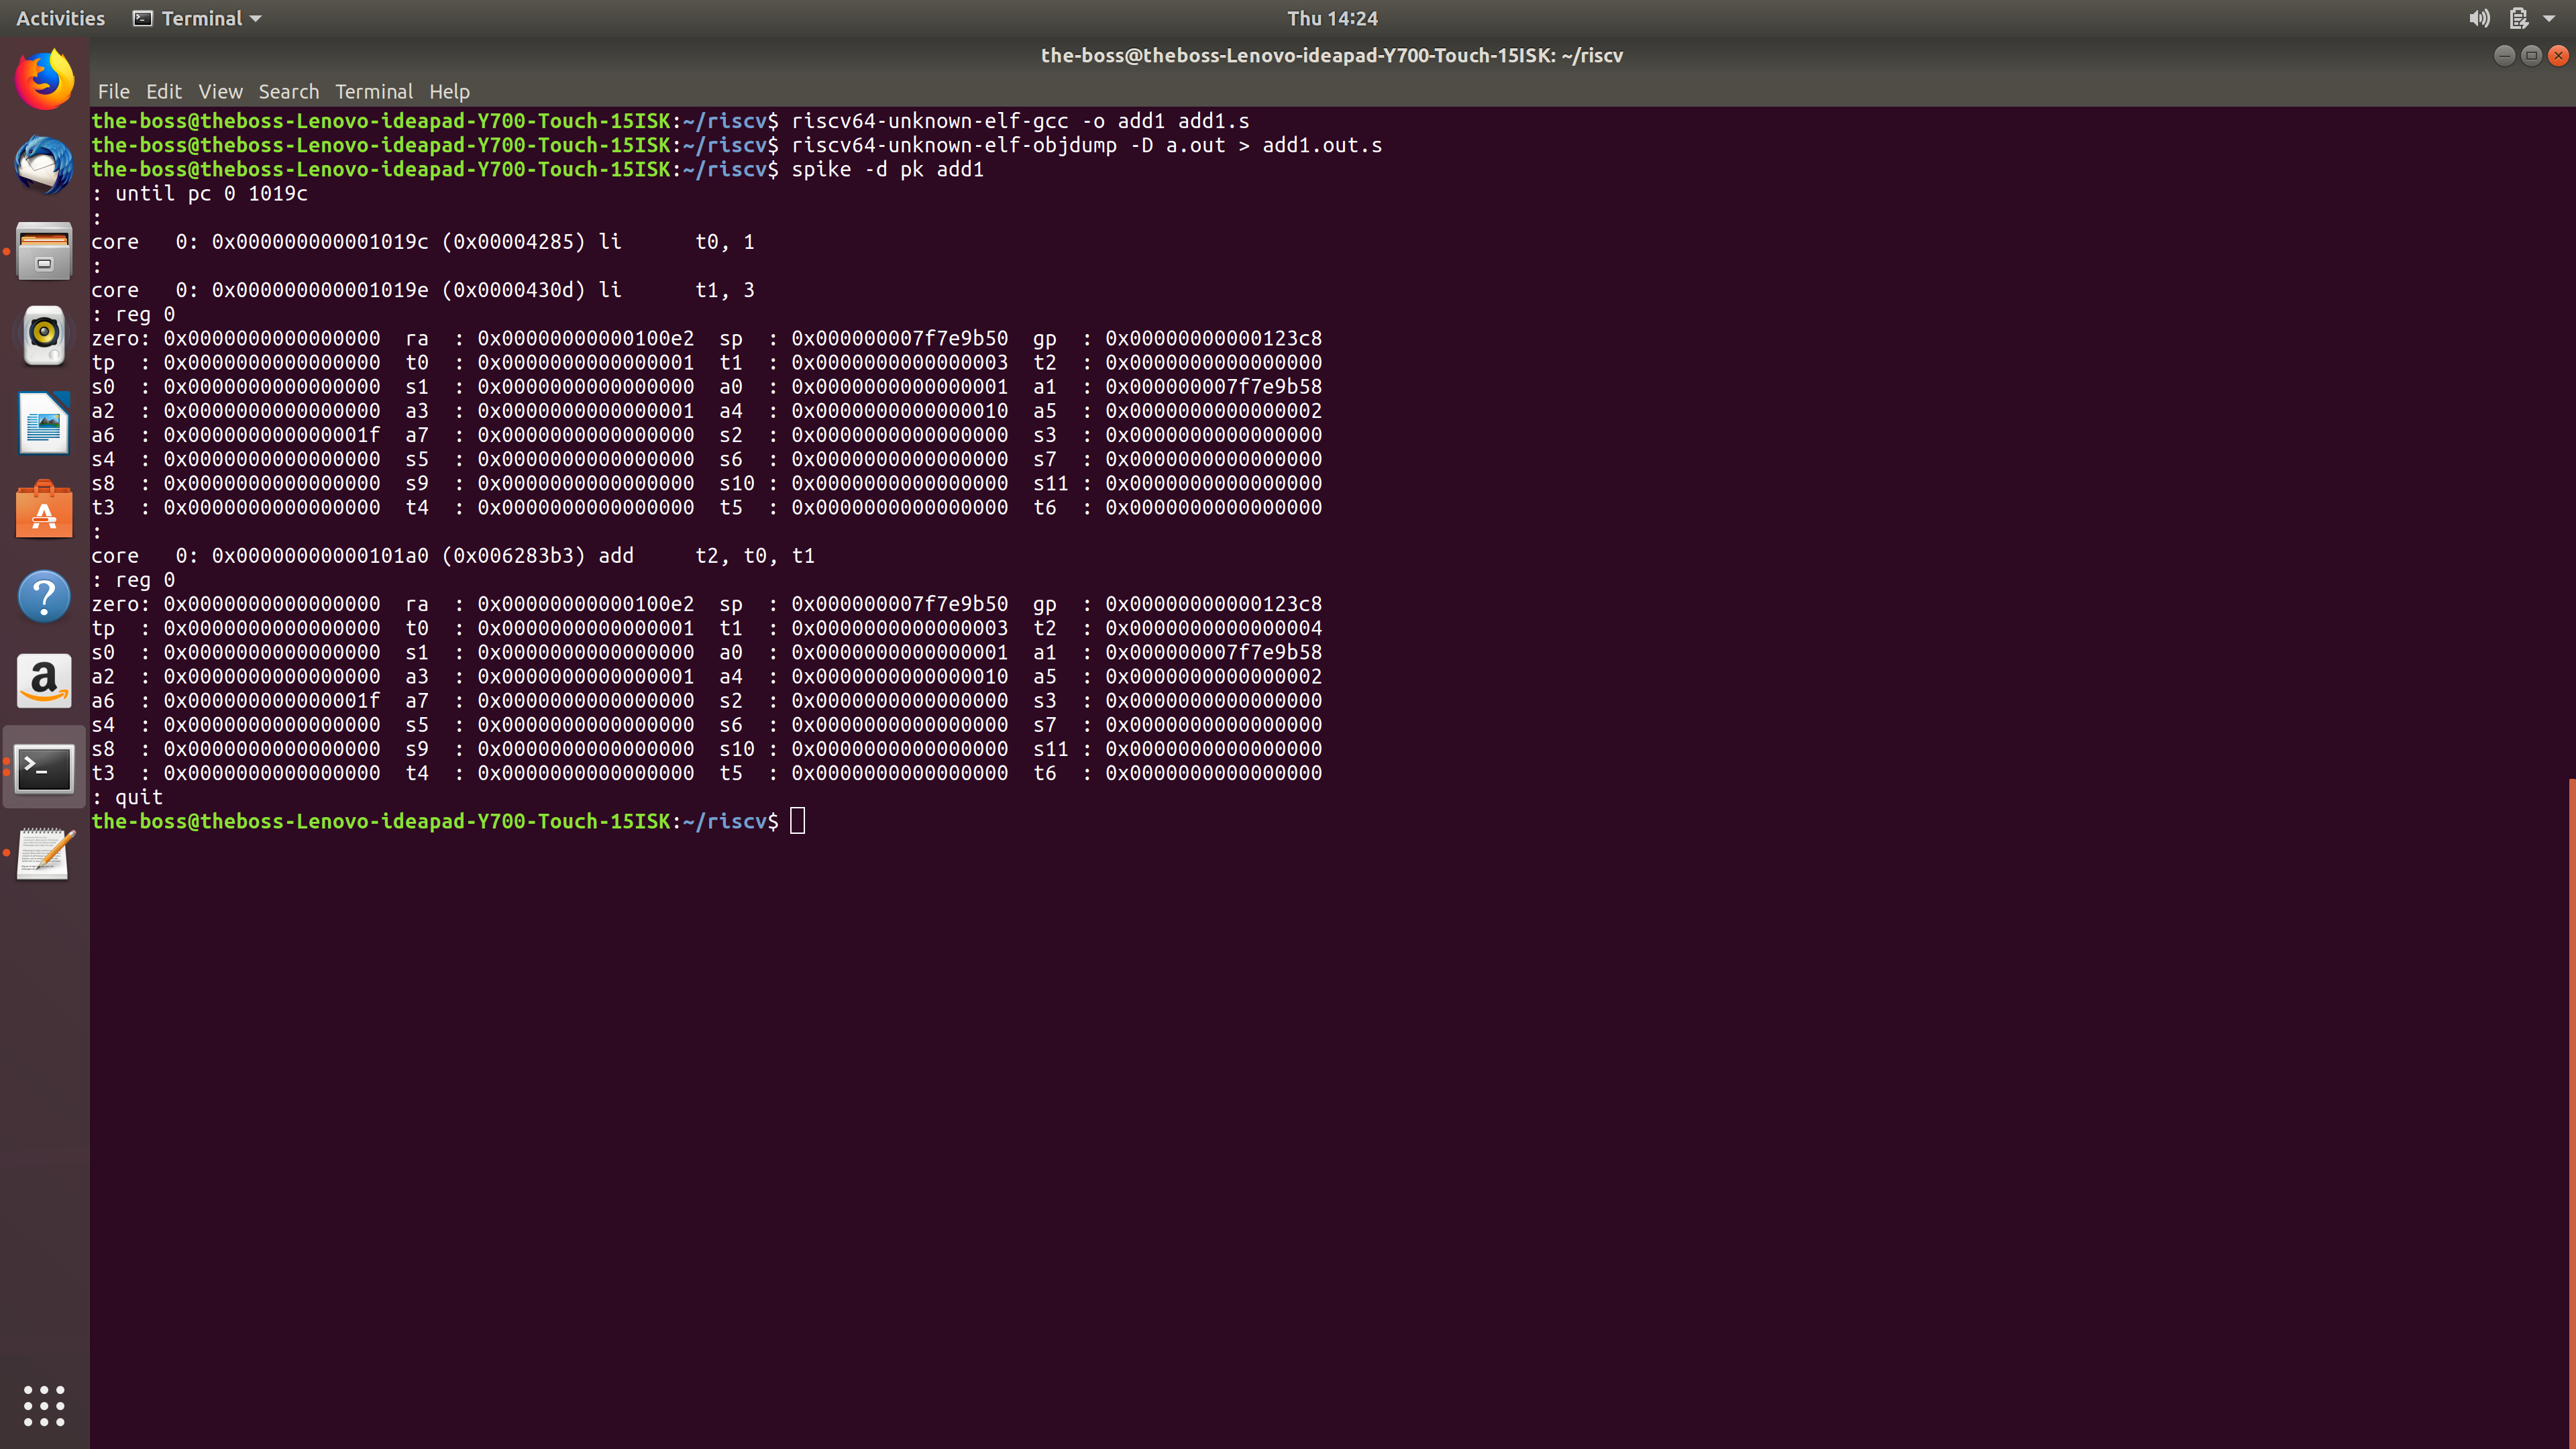 Activities Terminal Thu 14:24
the-boss@theboss-Lenovo-ideapad-Y700-Touch-15ISK: ~/riscv
File Edit View Search Terminal Help
the-boss@theboss-Lenovo-ideapad-Y700-Touch-15ISK:~/riscv$ riscv64-unknown-elf-gcc -o add1 add1.s
the-boss@theboss-Lenovo-ideapad-Y700-Touch-15ISK:~/riscv$ riscv64-unknown-elf-objdump -D a.out > add1.out.s
the-boss@theboss-Lenovo-ideapad-Y700-Touch-15ISK:~/riscv$ spike -d pk add1
: until pc 0 1019c
:
core   0: 0x000000000001019c (0x00004285) li      t0, 1
:
core   0: 0x000000000001019e (0x0000430d) li      t1, 3
: reg 0
zero: 0x0000000000000000  ra  : 0x00000000000100e2  sp  : 0x000000007f7e9b50  gp  : 0x00000000000123c8
tp  : 0x0000000000000000  t0  : 0x0000000000000001  t1  : 0x0000000000000003  t2  : 0x0000000000000000
s0  : 0x0000000000000000  s1  : 0x0000000000000000  a0  : 0x0000000000000001  a1  : 0x000000007f7e9b58
a2  : 0x0000000000000000  a3  : 0x0000000000000001  a4  : 0x0000000000000010  a5  : 0x0000000000000002
a6  : 0x000000000000001f  a7  : 0x0000000000000000  s2  : 0x0000000000000000  s3  : 0x0000000000000000
s4  : 0x0000000000000000  s5  : 0x0000000000000000  s6  : 0x0000000000000000  s7  : 0x0000000000000000
s8  : 0x0000000000000000  s9  : 0x0000000000000000  s10 : 0x0000000000000000  s11 : 0x0000000000000000
t3  : 0x0000000000000000  t4  : 0x0000000000000000  t5  : 0x0000000000000000  t6  : 0x0000000000000000
:
core   0: 0x00000000000101a0 (0x006283b3) add     t2, t0, t1
: reg 0
zero: 0x0000000000000000  ra  : 0x00000000000100e2  sp  : 0x000000007f7e9b50  gp  : 0x00000000000123c8
tp  : 0x0000000000000000  t0  : 0x0000000000000001  t1  : 0x0000000000000003  t2  : 0x0000000000000004
s0  : 0x0000000000000000  s1  : 0x0000000000000000  a0  : 0x0000000000000001  a1  : 0x000000007f7e9b58
a2  : 0x0000000000000000  a3  : 0x0000000000000001  a4  : 0x0000000000000010  a5  : 0x0000000000000002
a6  : 0x000000000000001f  a7  : 0x0000000000000000  s2  : 0x0000000000000000  s3  : 0x0000000000000000
s4  : 0x0000000000000000  s5  : 0x0000000000000000  s6  : 0x0000000000000000  s7  : 0x0000000000000000
s8  : 0x0000000000000000  s9  : 0x0000000000000000  s10 : 0x0000000000000000  s11 : 0x0000000000000000
t3  : 0x0000000000000000  t4  : 0x0000000000000000  t5  : 0x0000000000000000  t6  : 0x0000000000000000
: quit
the-boss@theboss-Lenovo-ideapad-Y700-Touch-15ISK:~/riscv$